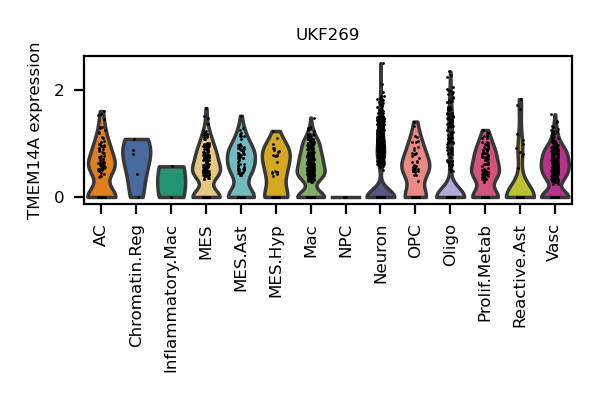 UKF269
TMEM14A expression
2
0
AC
Chromatin.Reg
Inflammatory.Mac
MES
MES.Ast
MES.Hyp
Mac
NPC
Neuron
OPC
Oligo
Prolif.Metab
Reactive.Ast
Vasc